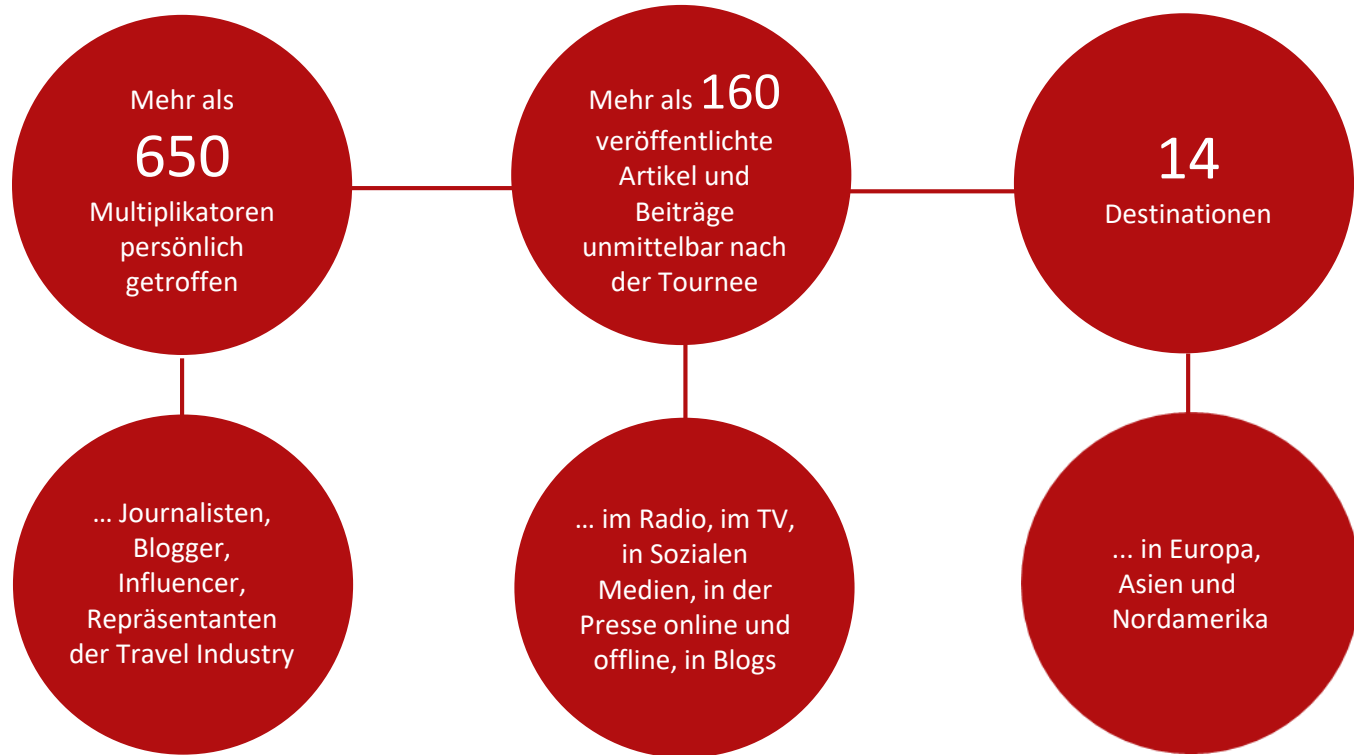 Mehr als
650
Multiplikatoren
persönlich
getroffen
Mehr als 160
veröffentlichte
Artikel und
Beiträge
unmittelbar nach
der Tournee
14
Destinationen
... Journalisten,
Blogger,
Influencer,
Repräsentanten
der Travel Industry
... im Radio, im TV,
in Sozialen
Medien, in der
Presse online und
offline, in Blogs
... in Europa,
Asien und
Nordamerika